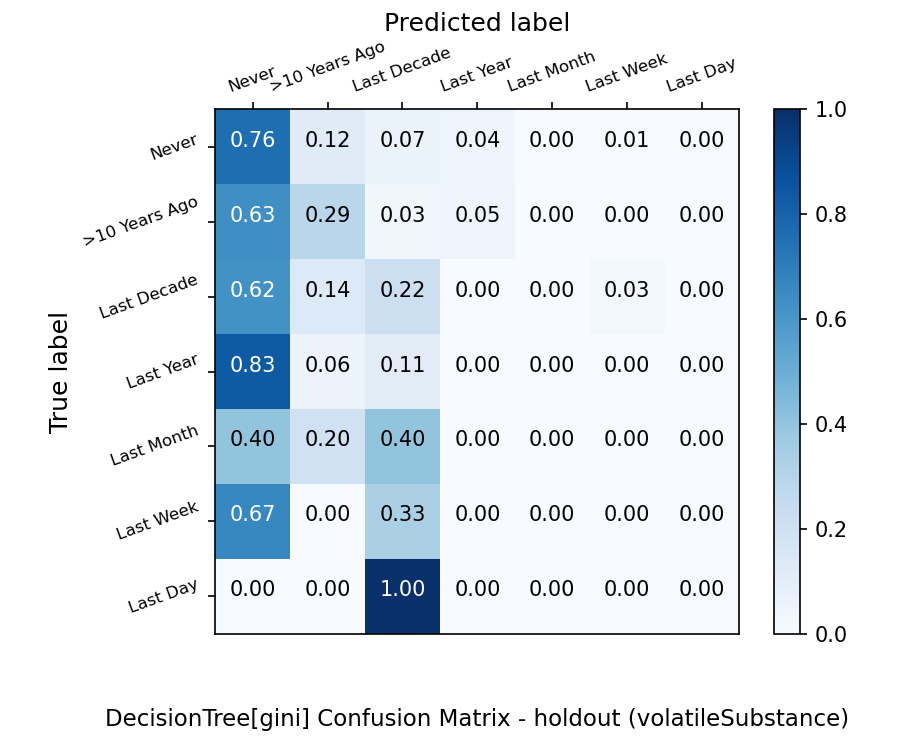 Predicted label
Never >10 Years Ago Last Decade Last Year Last Month Last Week Last Day
1.0
Never 0.76 0.12 0.07 0.04 0.00 0.01 0.00
0.8
>10 Years Ago 0.63 0.29 0.03 0.05 0.00 0.00 0.00
Last Decade 0.62 0.14 0.22 0.00 0.00 0.03 0.00
0.6
True label
Last Year 0.83 0.06 0.11 0.00 0.00 0.00 0.00
0.4
Last Month 0.40 0.20 0.40 0.00 0.00 0.00 0.00
Last Week 0.67 0.00 0.33 0.00 0.00 0.00 0.00
0.2
Last Day 0.00 0.00 1.00 0.00 0.00 0.00 0.00
0.0
DecisionTree[gini] Confusion Matrix - holdout (volatileSubstance)